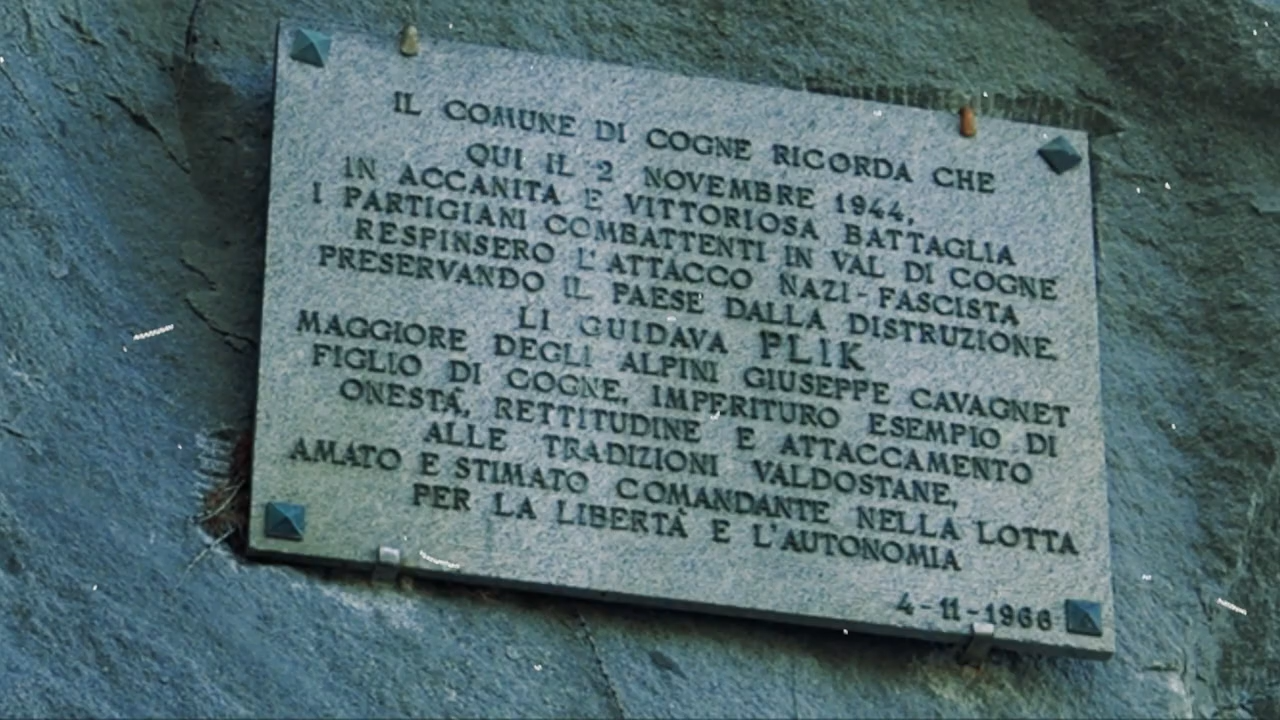 IL COMUNE DI COGNE RICORDA CHE
QUI IL 2 NOVEMBRE 1944,
IN ACCANITA E VITTORIOSA BATTAGLIA
I PARTIGIANI COMBATTENTI IN VAL DI COGNE
RESPINSERO L'ATTACCO NAZI-FASCISTA
PRESERVANDO IL PAESE DALLA DISTRUZIONE.
LI GUIDAVA PLIK
MAGGIORE DEGLI ALPINI GIUSEPPE CAVAGNET
FIGLIO DI COGNE, IMPERITURO ESEMPIO DI
ONESTÁ, RETTITUDINE E ATTACCAMENTO
ALLE TRADIZIONI VALDOSTANE,
AMATO E STIMATO COMANDANTE NELLA LOTTA
PER LA LIBERTÀ E L'AUTONOMIA
4-11-1966